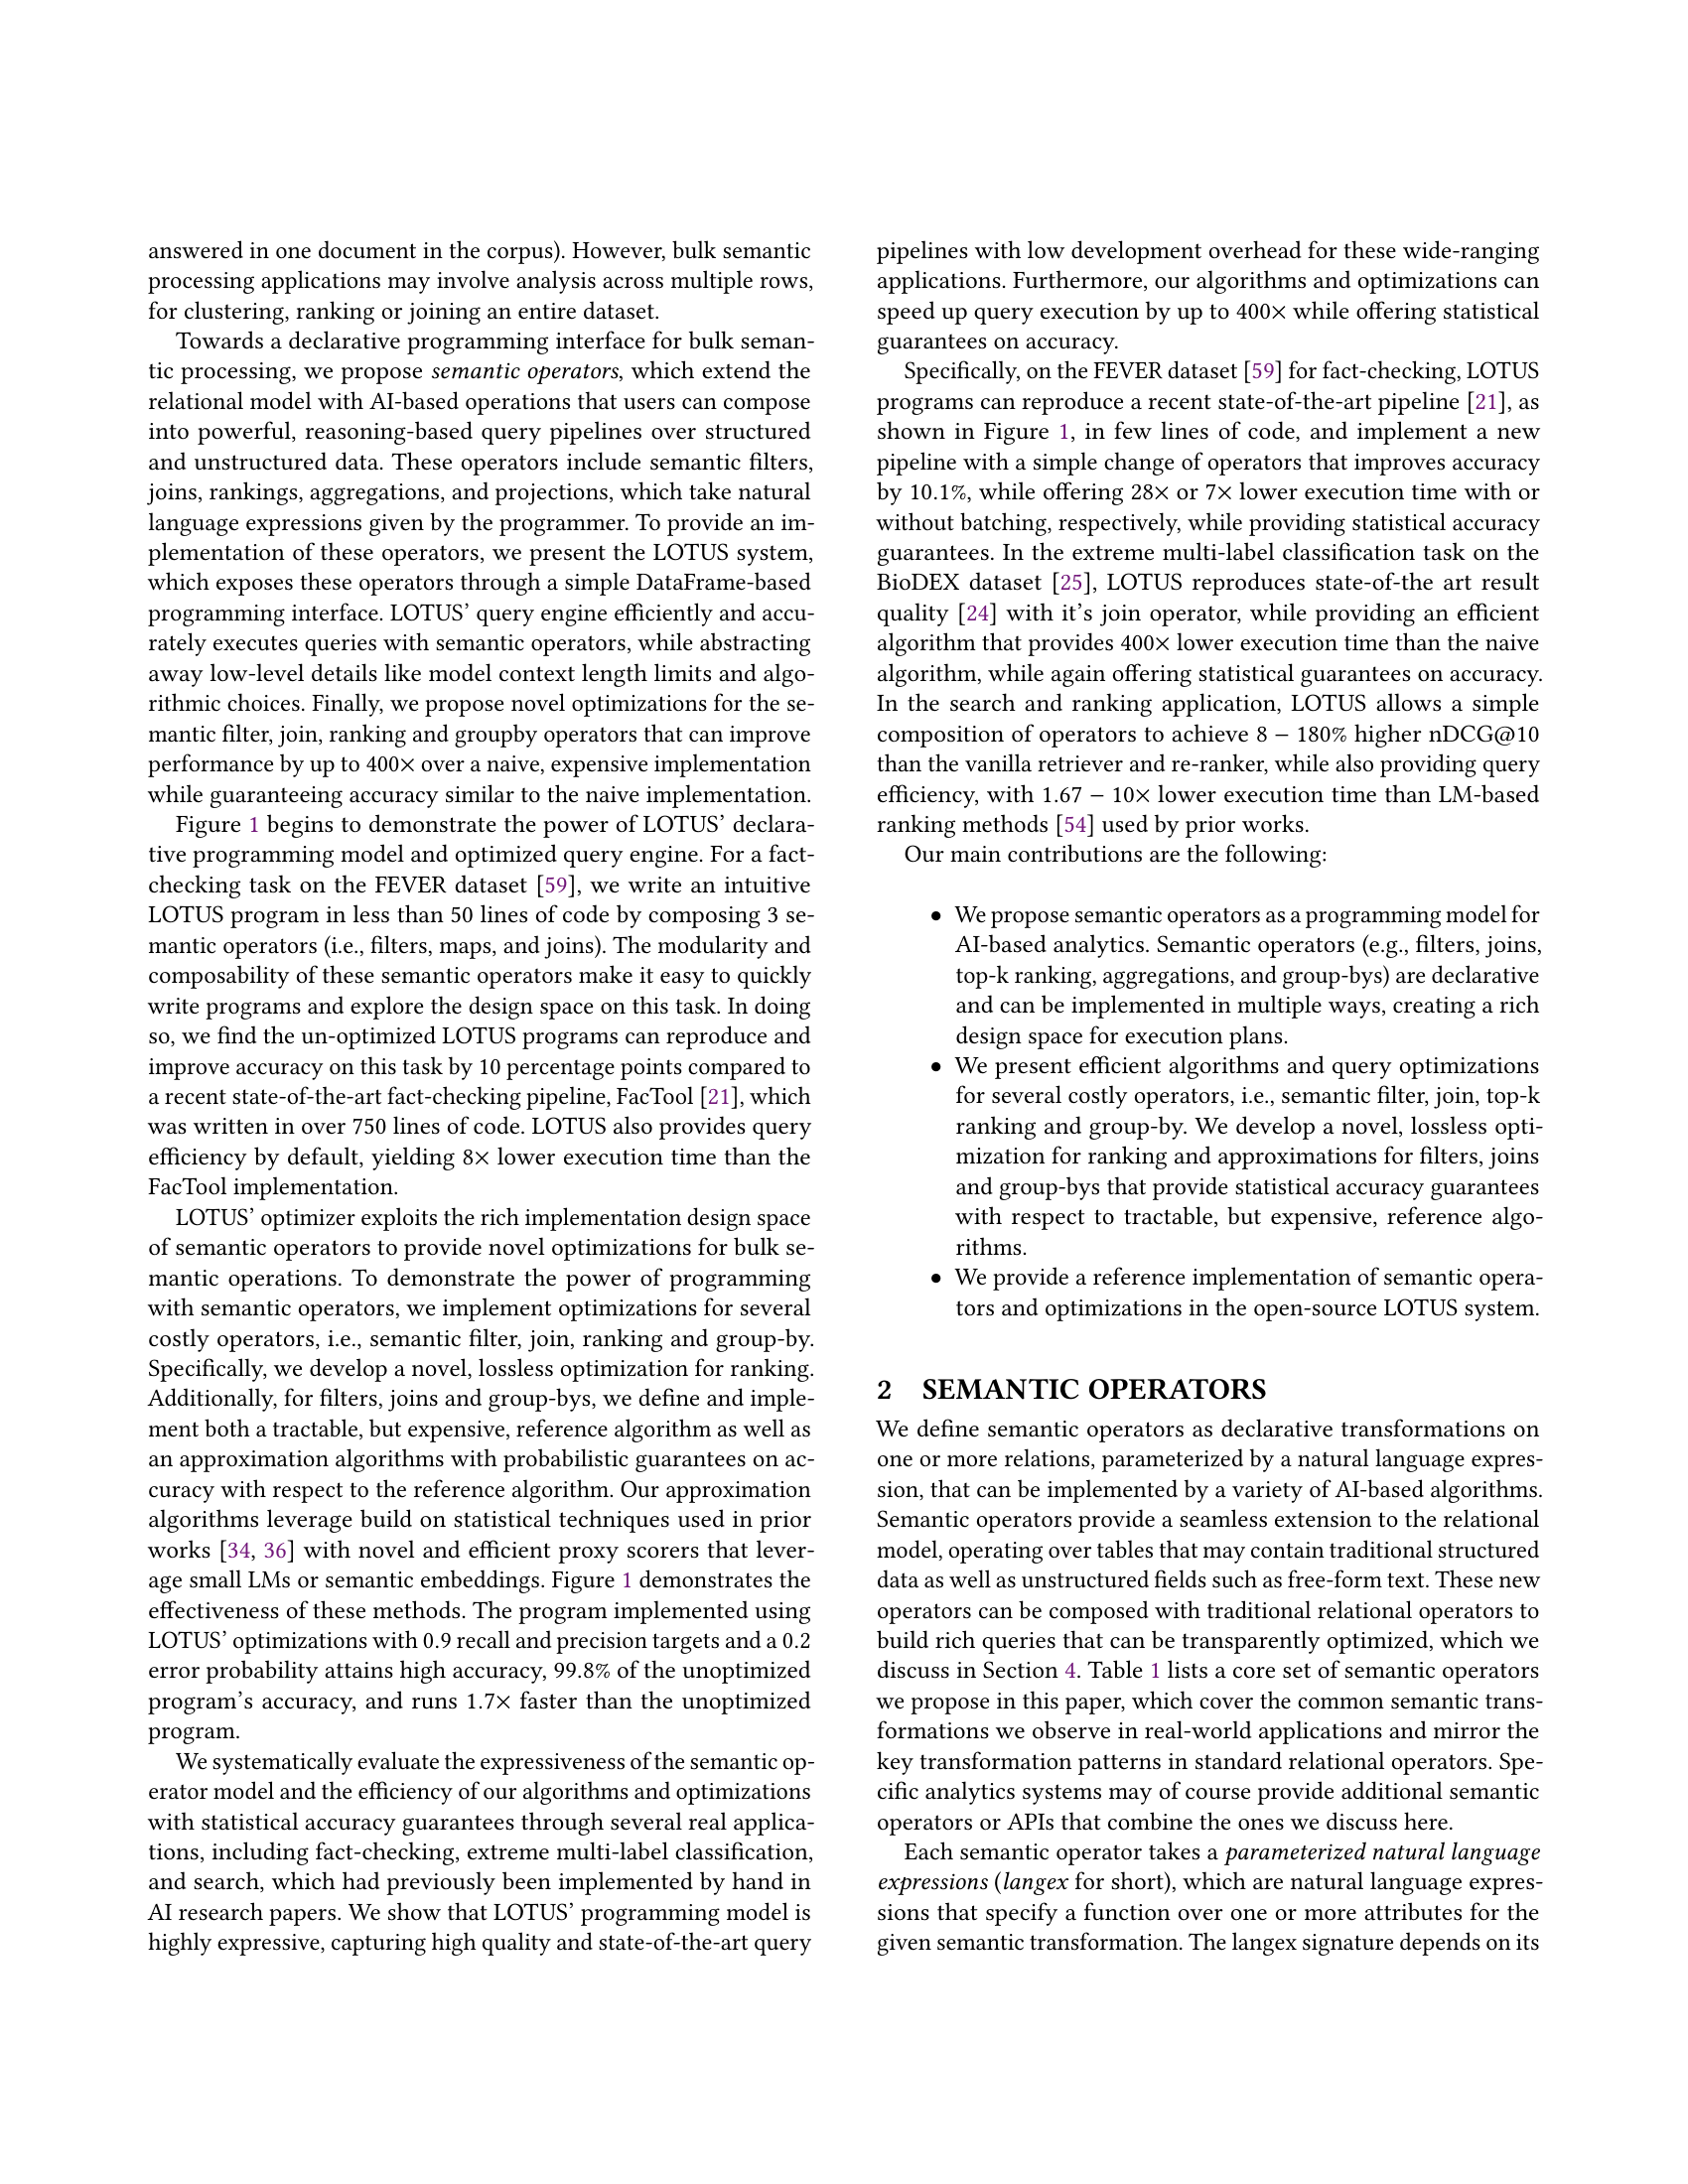 answered in one document in the corpus). However, bulk semantic
processing applications may involve analysis across multiple rows,
for clustering, ranking or joining an entire dataset.
Towards a declarative programming interface for bulk seman-
tic processing, we propose semantic operators, which extend the
relational model with AI-based operations that users can compose
into powerful, reasoning-based query pipelines over structured
and unstructured data. These operators include semantic filters,
joins, rankings, aggregations, and projections, which take natural
language expressions given by the programmer. To provide an im-
plementation of these operators, we present the LOTUS system,
which exposes these operators through a simple DataFrame-based
programming interface. LOTUS' query engine efficiently and accu-
rately executes queries with semantic operators, while abstracting
away low-level details like model context length limits and algo-
rithmic choices. Finally, we propose novel optimizations for the se-
mantic filter, join, ranking and groupby operators that can improve
performance by up to 400× over a naive, expensive implementation
while guaranteeing accuracy similar to the naive implementation.
Figure 1 begins to demonstrate the power of LOTUS' declara-
tive programming model and optimized query engine. For a fact-
checking task on the FEVER dataset [59], we write an intuitive
LOTUS program in less than 50 lines of code by composing 3 se-
mantic operators (i.e., filters, maps, and joins). The modularity and
composability of these semantic operators make it easy to quickly
write programs and explore the design space on this task. In doing
so, we find the un-optimized LOTUS programs can reproduce and
improve accuracy on this task by 10 percentage points compared to
a recent state-of-the-art fact-checking pipeline, FacTool [21], which
was written in over 750 lines of code. LOTUS also provides query
efficiency by default, yielding 8× lower execution time than the
FacTool implementation.
LOTUS' optimizer exploits the rich implementation design space
of semantic operators to provide novel optimizations for bulk se-
mantic operations. To demonstrate the power of programming
with semantic operators, we implement optimizations for several
costly operators, i.e., semantic filter, join, ranking and group-by.
Specifically, we develop a novel, lossless optimization for ranking.
Additionally, for filters, joins and group-bys, we define and imple-
ment both a tractable, but expensive, reference algorithm as well as
an approximation algorithms with probabilistic guarantees on ac-
curacy with respect to the reference algorithm. Our approximation
algorithms leverage build on statistical techniques used in prior
works [34, 36] with novel and efficient proxy scorers that lever-
age small LMs or semantic embeddings. Figure 1 demonstrates the
effectiveness of these methods. The program implemented using
LOTUS' optimizations with 0.9 recall and precision targets and a 0.2
error probability attains high accuracy, 99.8% of the unoptimized
program's accuracy, and runs 1.7× faster than the unoptimized
program.
We systematically evaluate the expressiveness of the semantic op-
erator model and the efficiency of our algorithms and optimizations
with statistical accuracy guarantees through several real applica-
tions, including fact-checking, extreme multi-label classification,
and search, which had previously been implemented by hand in
AI research papers. We show that LOTUS' programming model is
highly expressive, capturing high quality and state-of-the-art query
pipelines with low development overhead for these wide-ranging
applications. Furthermore, our algorithms and optimizations can
speed up query execution by up to 400× while offering statistical
guarantees on accuracy.
Specifically, on the FEVER dataset [59] for fact-checking, LOTUS
programs can reproduce a recent state-of-the-art pipeline [21], as
shown in Figure 1, in few lines of code, and implement a new
pipeline with a simple change of operators that improves accuracy
by 10.1%, while offering 28× or 7× lower execution time with or
without batching, respectively, while providing statistical accuracy
guarantees. In the extreme multi-label classification task on the
BioDEX dataset [25], LOTUS reproduces state-of-the art result
quality [24] with it's join operator, while providing an efficient
algorithm that provides 400× lower execution time than the naive
algorithm, while again offering statistical guarantees on accuracy.
In the search and ranking application, LOTUS allows a simple
composition of operators to achieve 8 – 180% higher nDCG@10
than the vanilla retriever and re-ranker, while also providing query
efficiency, with 1.67 – 10× lower execution time than LM-based
ranking methods [54] used by prior works.
Our main contributions are the following:
• We propose semantic operators as a programming model for
AI-based analytics. Semantic operators (e.g., filters, joins,
top-k ranking, aggregations, and group-bys) are declarative
and can be implemented in multiple ways, creating a rich
design space for execution plans.
• We present efficient algorithms and query optimizations
for several costly operators, i.e., semantic filter, join, top-k
ranking and group-by. We develop a novel, lossless opti-
mization for ranking and approximations for filters, joins
and group-bys that provide statistical accuracy guarantees
with respect to tractable, but expensive, reference algo-
rithms.
• We provide a reference implementation of semantic opera-
tors and optimizations in the open-source LOTUS system.
2 SEMANTIC OPERATORS
We define semantic operators as declarative transformations on
one or more relations, parameterized by a natural language expres-
sion, that can be implemented by a variety of AI-based algorithms.
Semantic operators provide a seamless extension to the relational
model, operating over tables that may contain traditional structured
data as well as unstructured fields such as free-form text. These new
operators can be composed with traditional relational operators to
build rich queries that can be transparently optimized, which we
discuss in Section 4. Table 1 lists a core set of semantic operators
we propose in this paper, which cover the common semantic trans-
formations we observe in real-world applications and mirror the
key transformation patterns in standard relational operators. Spe-
cific analytics systems may of course provide additional semantic
operators or APIs that combine the ones we discuss here.
Each semantic operator takes a parameterized natural language
expressions (langex for short), which are natural language expres-
sions that specify a function over one or more attributes for the
given semantic transformation. The langex signature depends on its